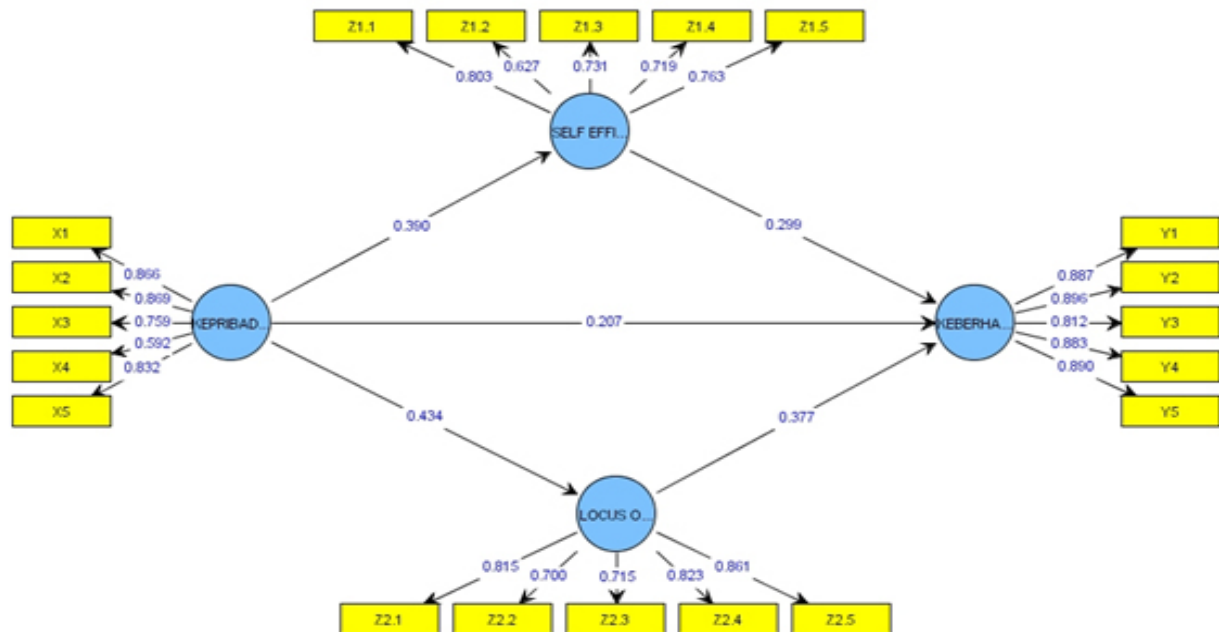 Z1.1 Z1.2 Z1.3 Z1.4 Z1.5
0.803 0.627 0.731 0.719 0.763
SELF EFFI...
0.390 0.299
X1
X2
X3
X4
X5
0.866
0.869
0.759
0.592
0.832
KEPRIBAD...
0.207
KEBERHA...
0.887
0.896
0.812
0.883
0.890
Y1
Y2
Y3
Y4
Y5
0.434 0.377
LOCUS O...
0.815 0.700 0.715 0.823 0.861
Z2.1 Z2.2 Z2.3 Z2.4 Z2.5